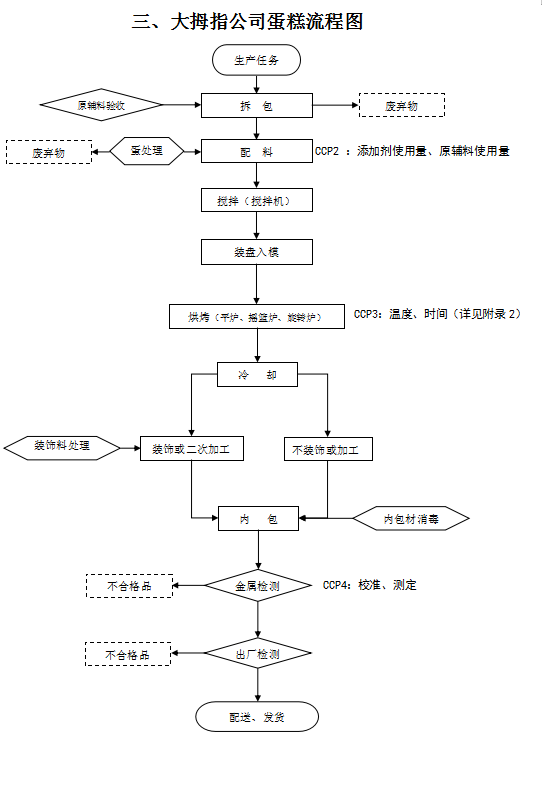 三、大拇指公司蛋糕流程图
生产任务
原辅料验收
拆 包
废弃物
废弃物
蛋处理
配 料
CCP2 :添加剂使用量、原辅料使用量
搅拌(搅拌机)
装盘入模
烘烤(平炉、摇篮炉、旋转炉)
CCP3:温度、时间(详见附录2)
冷 却
装饰料处理
装饰或二次加工
不装饰或加工
内 包
内包材消毒
不合格品
金属检测
CCP4:校准、测定
不合格品
出厂检测
配送、发货